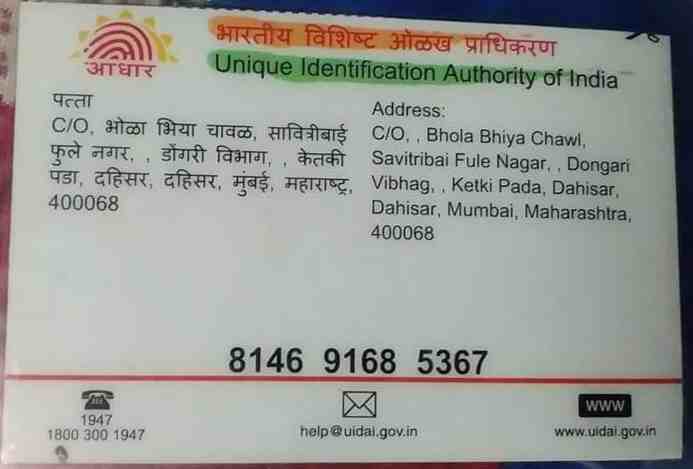 भारतीय विशिष्ट ओळख प्राधिकरण
Unique Identification Authority of India
आधार
पत्ता
C/O, भोळा भिया चावळ, सावित्रीबाई
फुले नगर, , डोंगरी विभाग, , केतकी
पडा, दहिसर, दहिसर, मुंबई, महाराष्ट्र,
400068
Address:
C/O, , Bhola Bhiya Chawl,
Savitribai Fule Nagar, , Dongari
Vibhag, , Ketki Pada, Dahisar,
Dahisar, Mumbai, Maharashtra,
400068
8146 9168 5367
1947
1800 300 1947
help@uidai.gov.in
www
www.uidai.gov.in